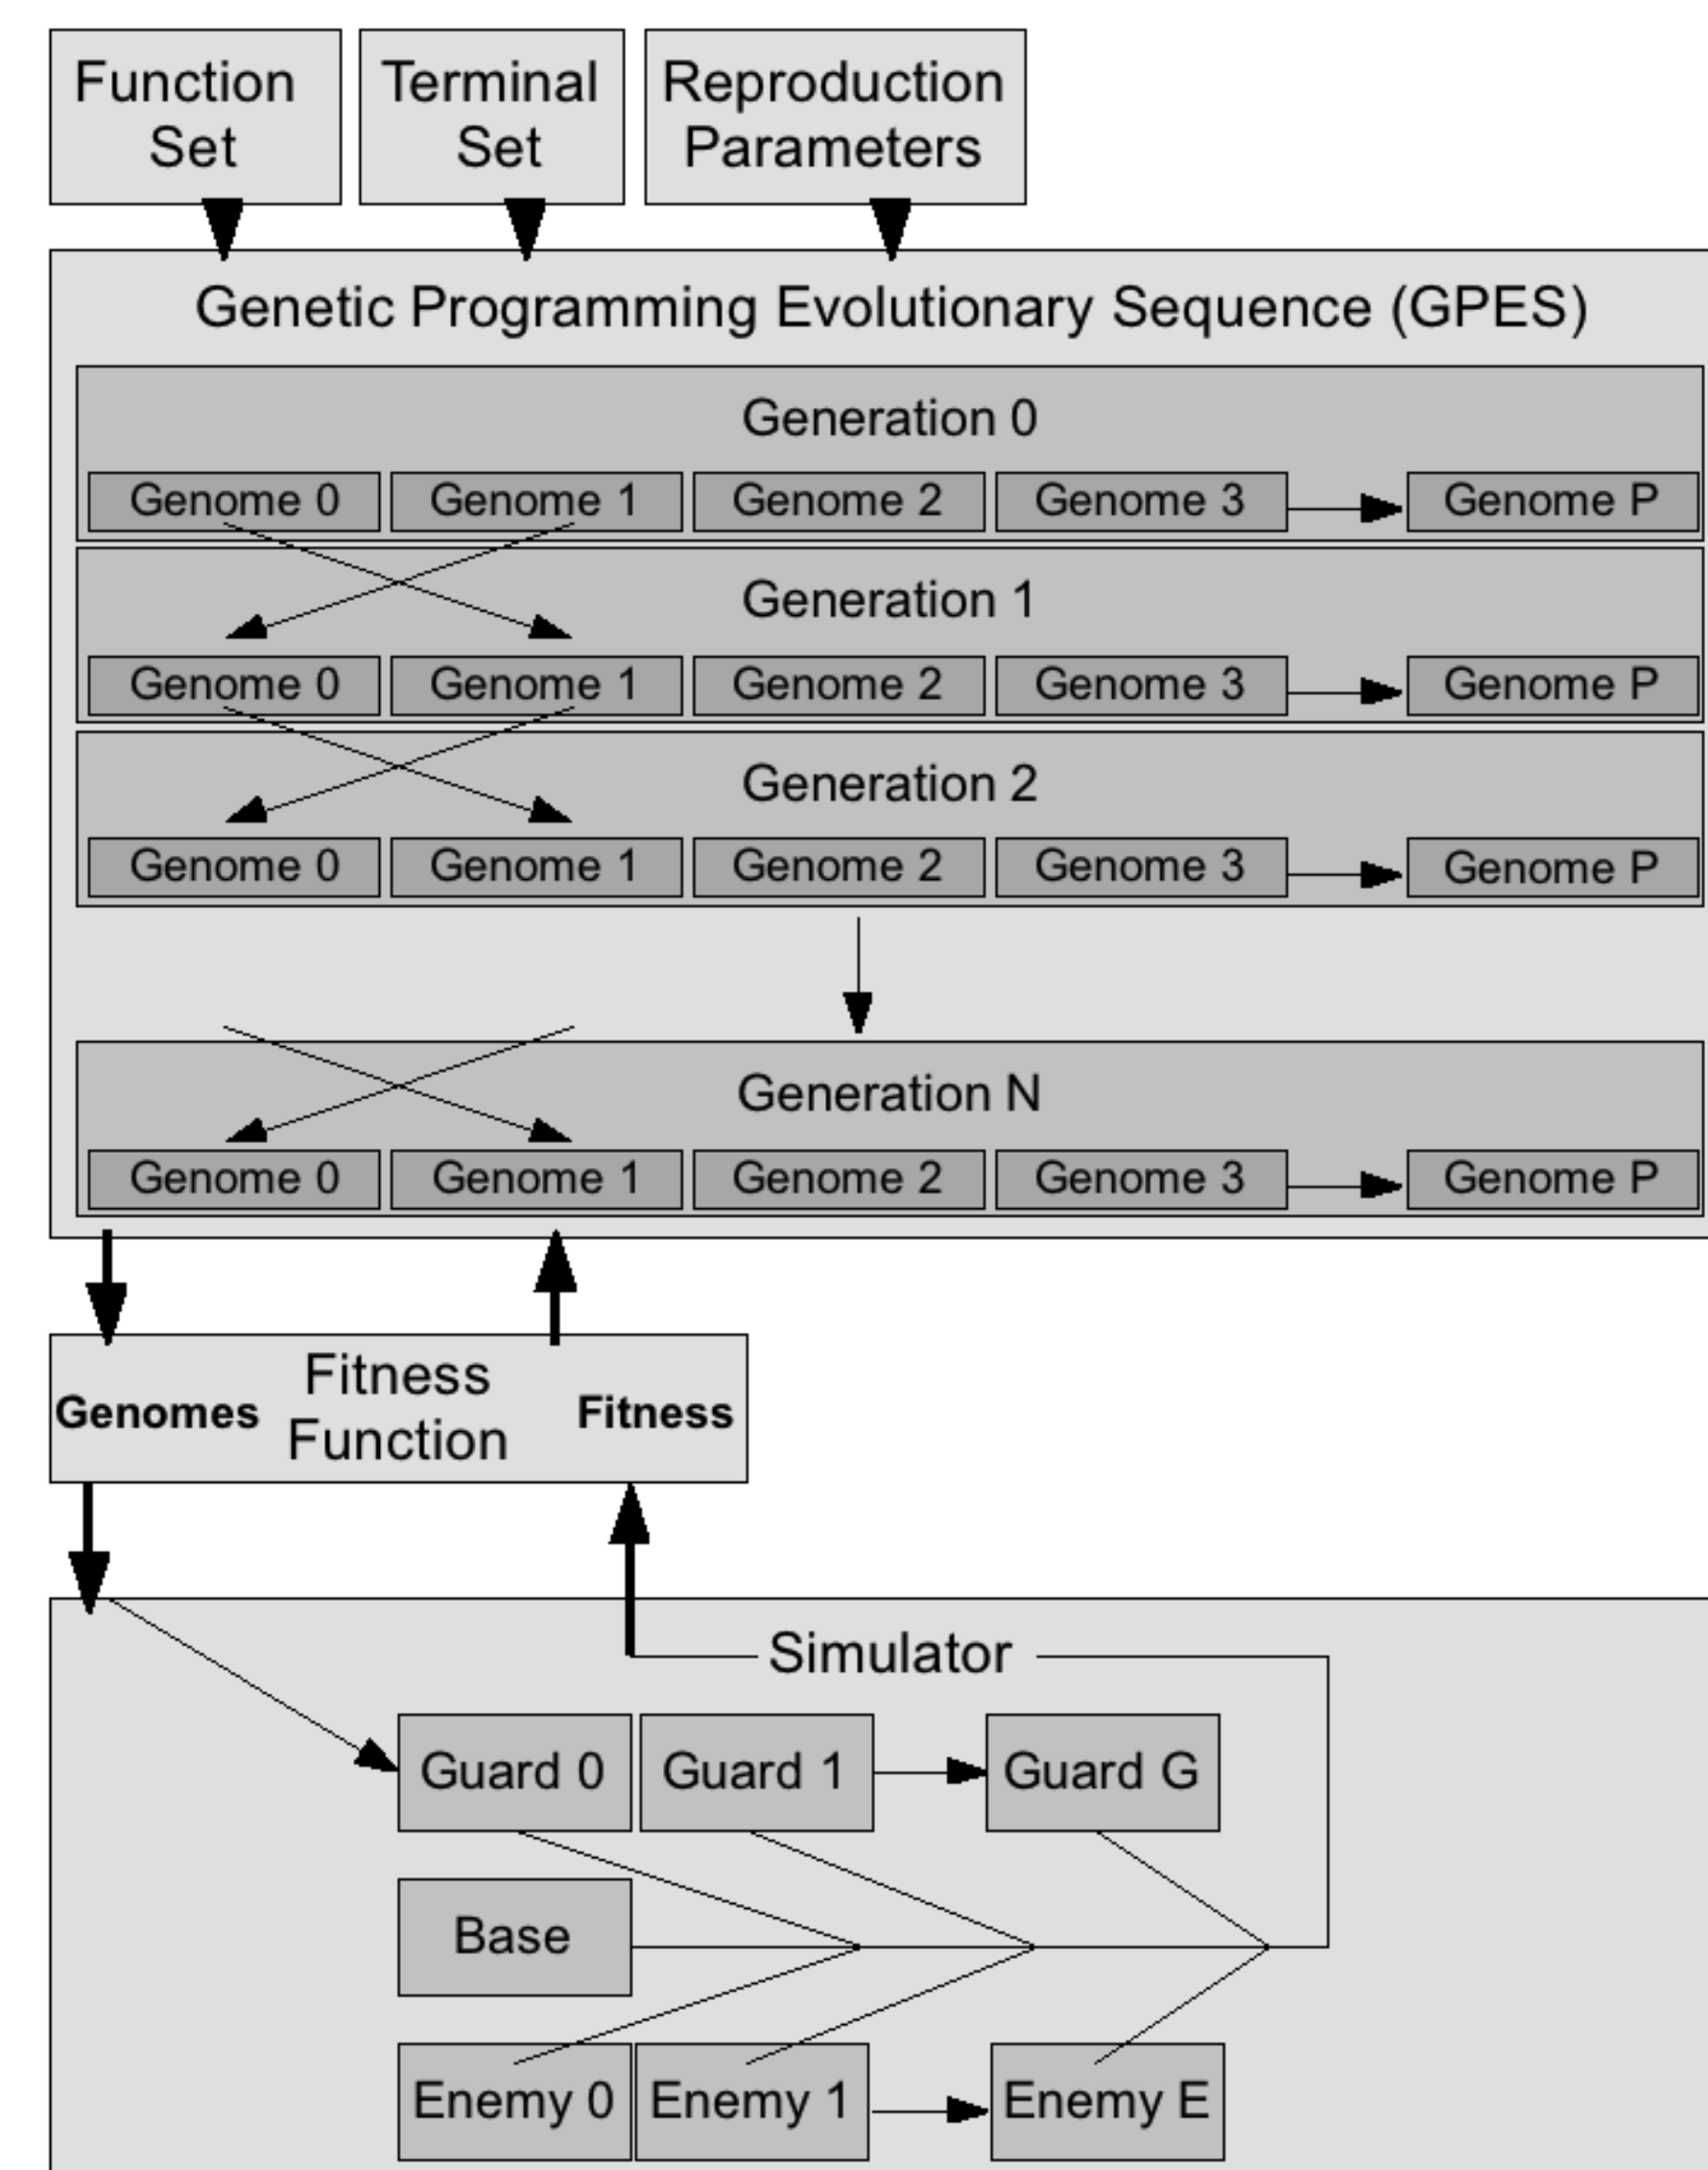 Function
Set
Terminal
Set
Reproduction
Parameters
Genetic Programming Evolutionary Sequence (GPES)
Generation 0
Genome 0
Genome 1
Genome 2
Genome 3
Genome P
Generation 1
Genome 0
Genome 1
Genome 2
Genome 3
Genome P
Generation 2
Genome 0
Genome 1
Genome 2
Genome 3
Genome P
Generation N
Genome 0
Genome 1
Genome 2
Genome 3
Genome P
Genomes
Fitness
Function
Fitness
Simulator
Guard 0
Guard 1
Guard G
Base
Enemy 0
Enemy 1
Enemy E